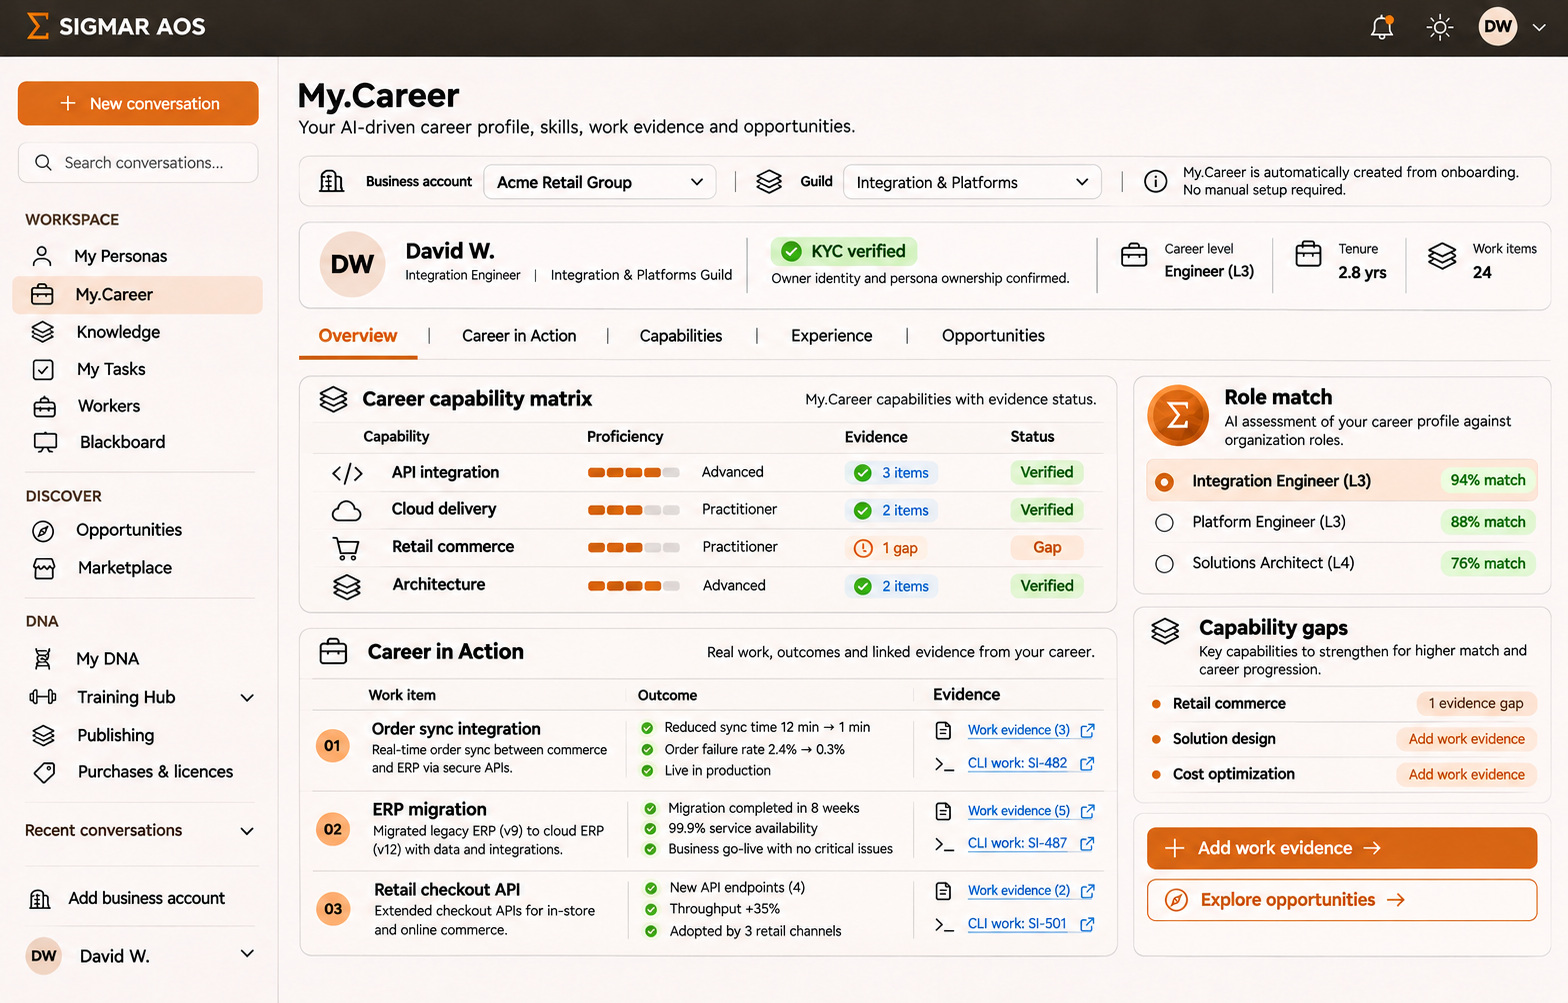 SIGMAR AOS
DW
+ New conversation
Search conversations...
WORKSPACE
My Personas
My.Career
Knowledge
My Tasks
Workers
Blackboard
DISCOVER
Opportunities
Marketplace
DNA
My DNA
Training Hub
Publishing
Purchases & licences
Recent conversations
Add business account
DW David W.
My.Career
Your AI-driven career profile, skills, work evidence and opportunities.
Business account Acme Retail Group | Guild Integration & Platforms | My.Career is automatically created from onboarding.
No manual setup required.
DW
David W.
Integration Engineer | Integration & Platforms Guild
KYC verified
Owner identity and persona ownership confirmed.
Career level
Engineer (L3)
Tenure
2.8 yrs
Work items
24
Overview | Career in Action | Capabilities | Experience | Opportunities
Career capability matrix My.Career capabilities with evidence status.
Capability Proficiency Evidence Status
API integration Advanced 3 items Verified
Cloud delivery Practitioner 2 items Verified
Retail commerce Practitioner 1 gap Gap
Architecture Advanced 2 items Verified
Career in Action Real work, outcomes and linked evidence from your career.
Work item Outcome Evidence
01
Order sync integration
Real-time order sync between commerce
and ERP via secure APIs.
Reduced sync time 12 min → 1 min
Order failure rate 2.4% → 0.3%
Live in production
Work evidence (3)
CLI work: SI-482
02
ERP migration
Migrated legacy ERP (v9) to cloud ERP
(v12) with data and integrations.
Migration completed in 8 weeks
99.9% service availability
Business go-live with no critical issues
Work evidence (5)
CLI work: SI-487
03
Retail checkout API
Extended checkout APIs for in-store
and online commerce.
New API endpoints (4)
Throughput +35%
Adopted by 3 retail channels
Work evidence (2)
CLI work: SI-501
Σ
Role match
AI assessment of your career profile against
organization roles.
Integration Engineer (L3) 94% match
Platform Engineer (L3) 88% match
Solutions Architect (L4) 76% match
Capability gaps
Key capabilities to strengthen for higher match and
career progression.
Retail commerce 1 evidence gap
Solution design Add work evidence
Cost optimization Add work evidence
+ Add work evidence →
Explore opportunities →